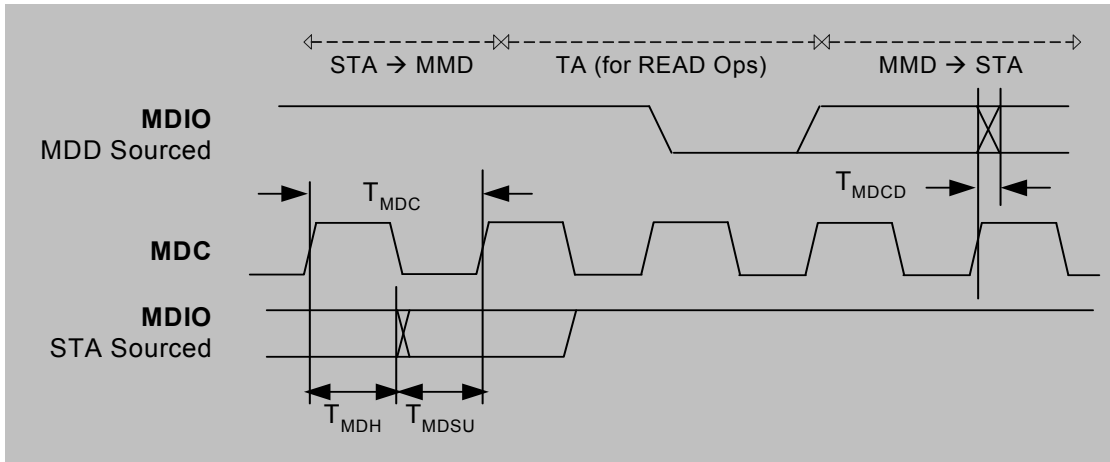 STA → MMD
TA (for READ Ops)
MMD → STA
MDIO
MDD Sourced
T_MDC
T_MDCD
MDC
MDIO
STA Sourced
T_MDH
T_MDSU